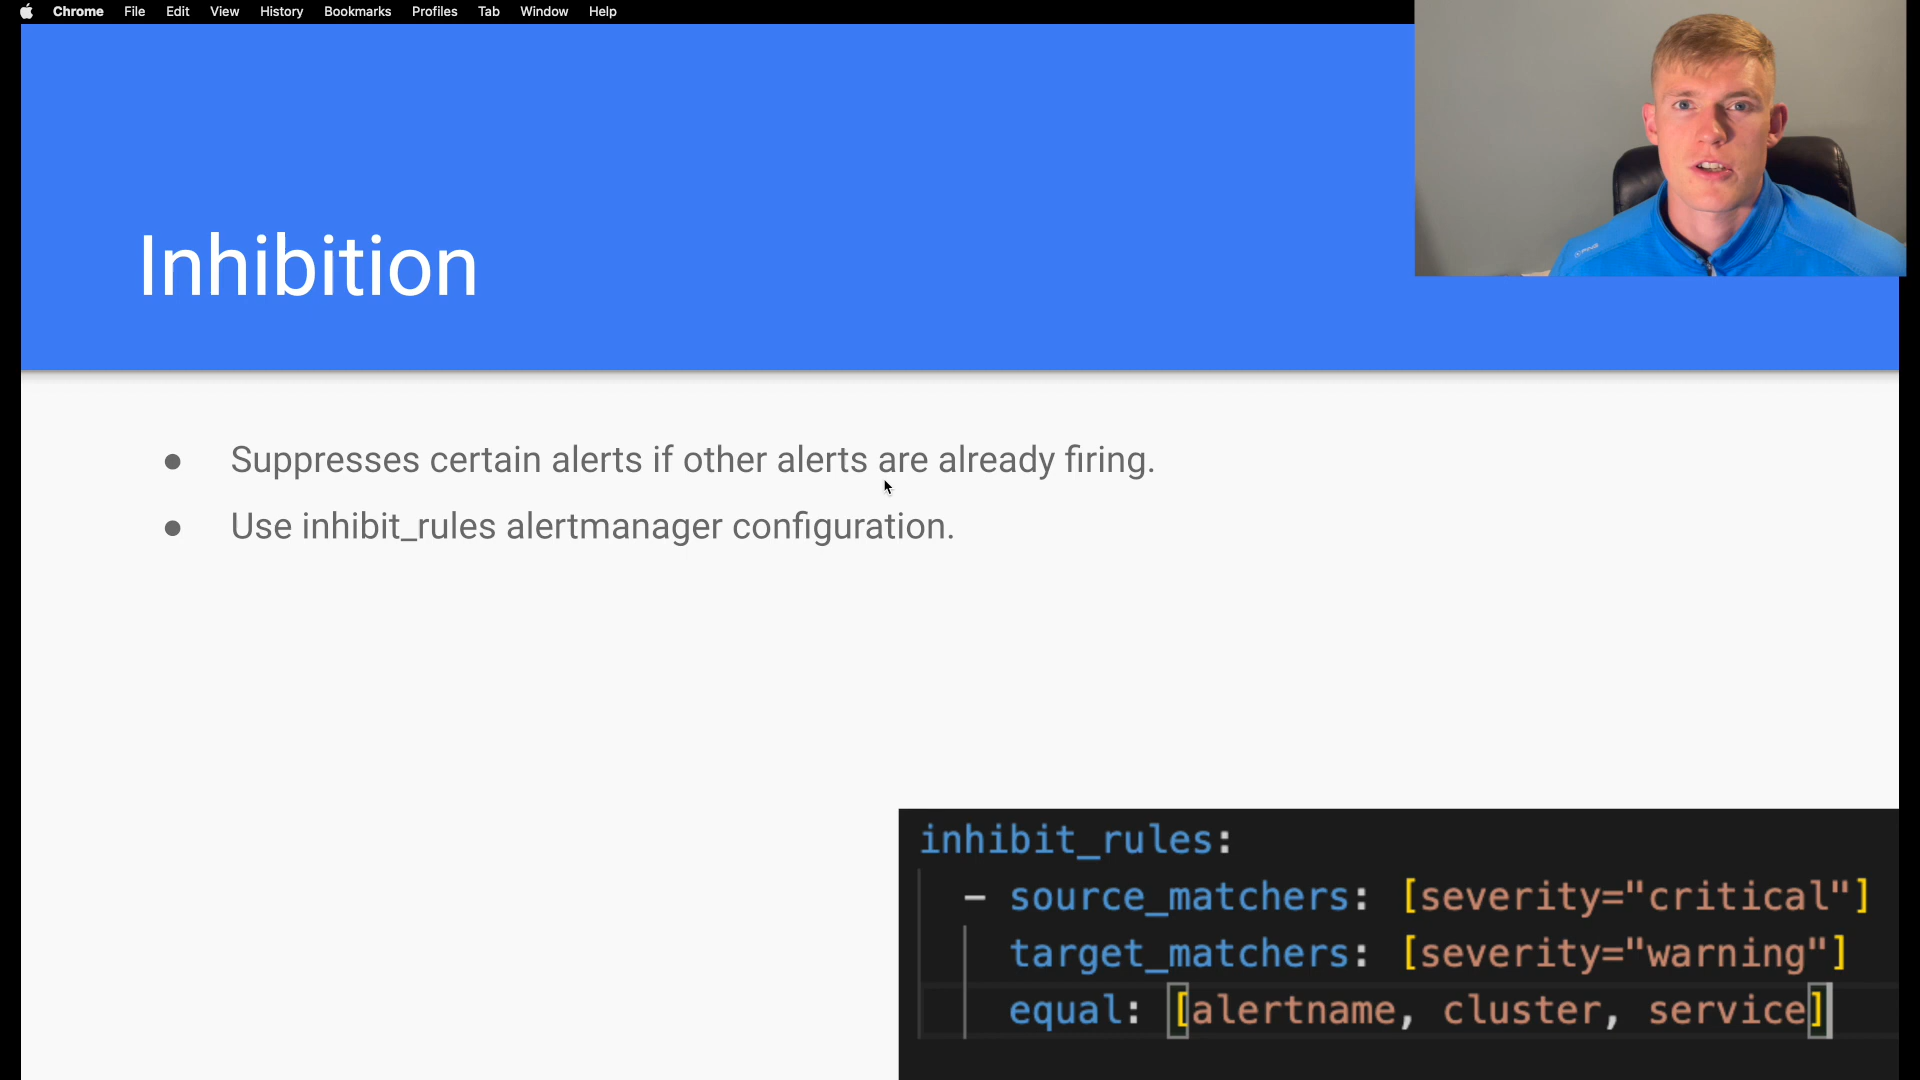 Chrome File Edit View History Bookmarks Profiles Tab Window Help
Inhibition
● Suppresses certain alerts if other alerts are already firing.
● Use inhibit_rules alertmanager configuration.
inhibit_rules:
- source_matchers: [severity="critical"]
target_matchers: [severity="warning"]
equal: [alertname, cluster, service]
PING